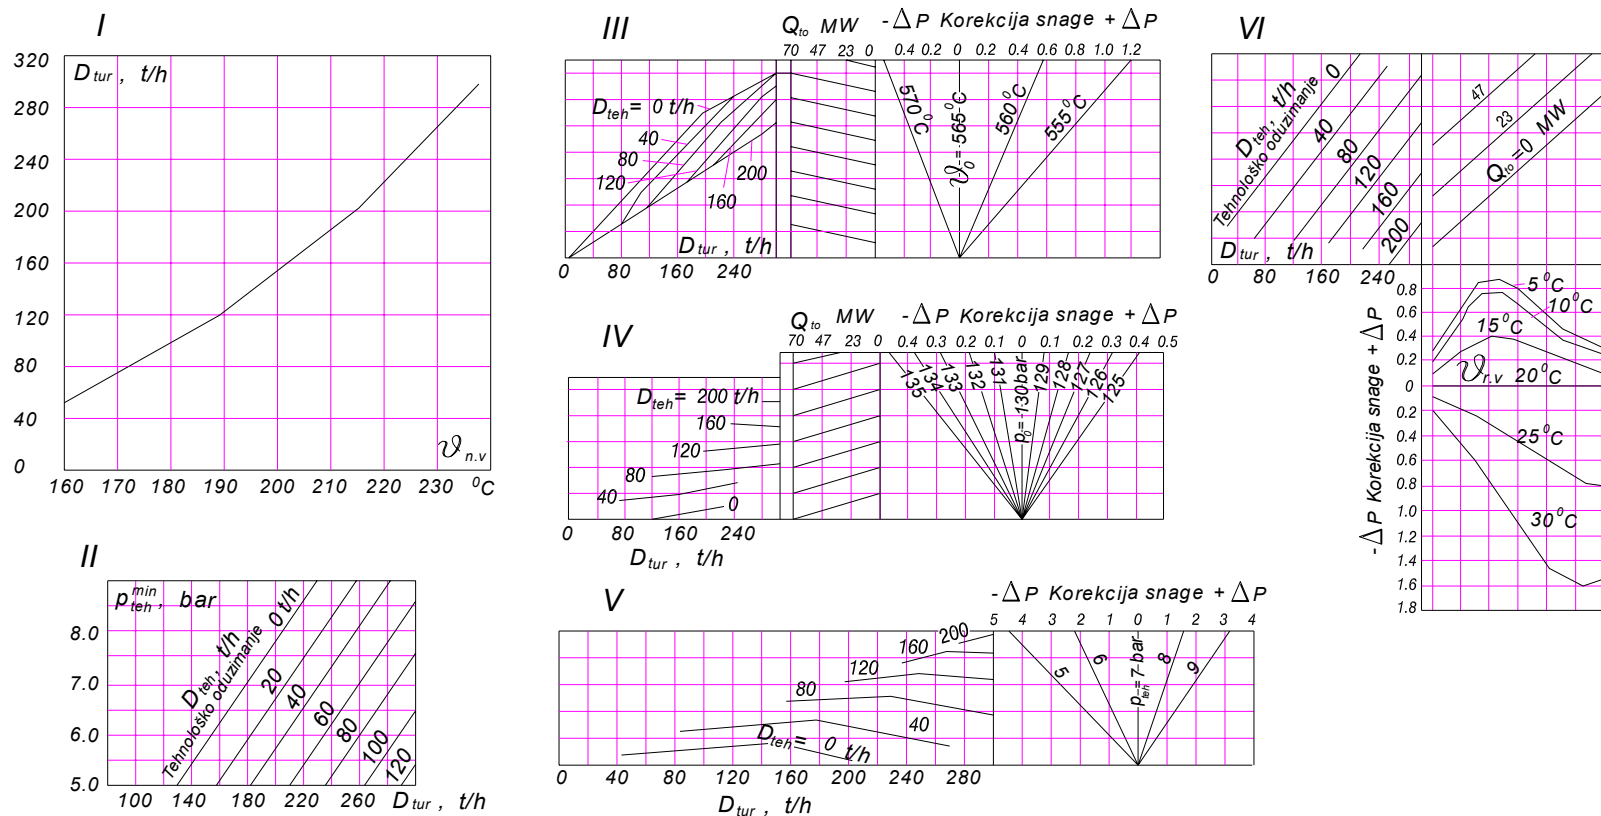 I
D tur , t/h
320
280
240
200
160
120
80
40
0
160 170 180 190 200 210 220 230 ⁰C
ϑ n.v
II
p min teh , bar
8.0
7.0
6.0
5.0
D teh, t/h
Tehnološko oduzimanje
0 t/h
20
40
60
80
100
120
100 140 180 220 260 D tur , t/h
III
Q to MW
70 47 23 0
-Δ P Korekcija snage + Δ P
0.4 0.2 0 0.2 0.4 0.6 0.8 1.0 1.2
D teh = 0 t/h
40
80
120
160
200
570 ⁰C
ϑ₀ = 565 ⁰C
560 ⁰C
555 ⁰C
D tur , t/h
0 80 160 240
IV
Q to MW
70 47 23 0
-Δ P Korekcija snage + Δ P
0.4 0.3 0.2 0.1 0 0.1 0.2 0.3 0.4 0.5
D teh = 200 t/h
160
120
80
40
0
135 134 133 132 131 p₀ = 130 bar 129 128 127 126 125
0 80 160 240
D tur , t/h
V
-Δ P Korekcija snage + Δ P
5 4 3 2 1 0 1 2 3 4
200
160
120
80
40
D teh = 0 t/h
5 6 p teh = 7 bar 8 9
0 40 80 120 160 200 240 280
D tur , t/h
VI
D teh, t/h
Tehnološko oduzimanje
0
40
80
120
160
200
47
23
Q to = 0 MW
D tur , t/h
0 80 160 240
-Δ P Korekcija snage + Δ P
0.8
0.6
0.4
0.2
0
0.2
0.4
0.6
0.8
1.0
1.2
1.4
1.6
1.8
5 ⁰C
10 ⁰C
15 ⁰C
ϑ r.v 20 ⁰C
25 ⁰C
30 ⁰C